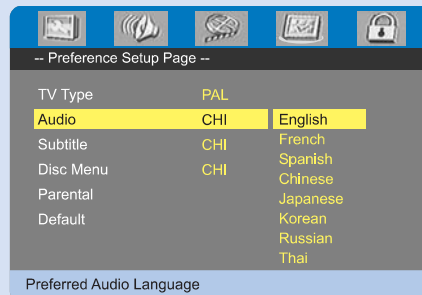 -- Preference Setup Page --
TV Type PAL
Audio CHI English
Subtitle CHI French
Spanish
Disc Menu CHI Chinese
Parental Japanese
Default Korean
Russian
Thai
Preferred Audio Language